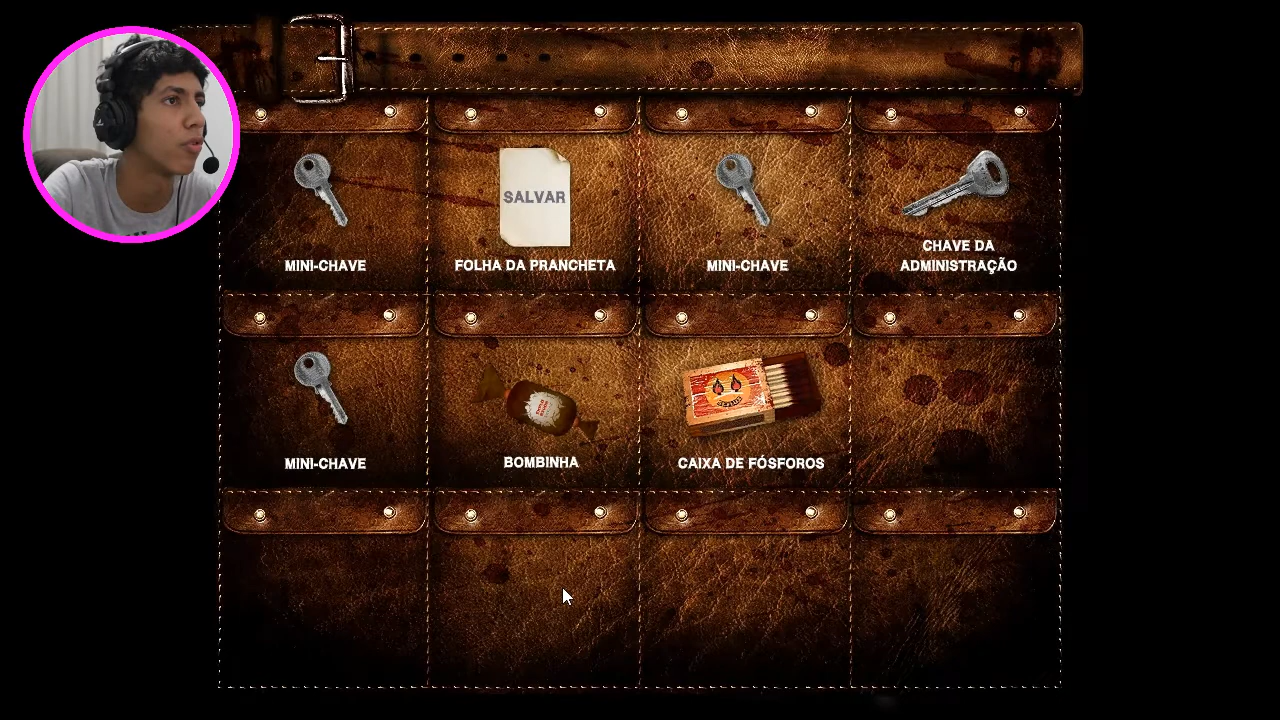 SALVAR
MINI-CHAVE
FOLHA DA PRANCHETA
MINI-CHAVE
CHAVE DA
ADMINISTRAÇÃO
MINI-CHAVE
BOMBINHA
CAIXA DE FÓSFOROS